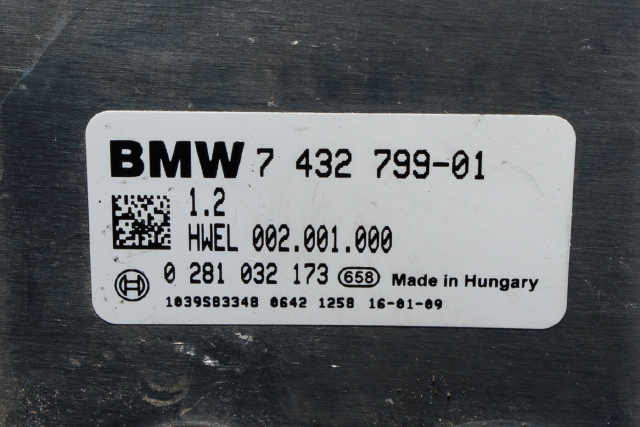 BMW 7 432 799-01
1.2
HWEL 002.001.000
0 281 032 173 658 Made in Hungary
1039S83348 0642 1258 16-01-09